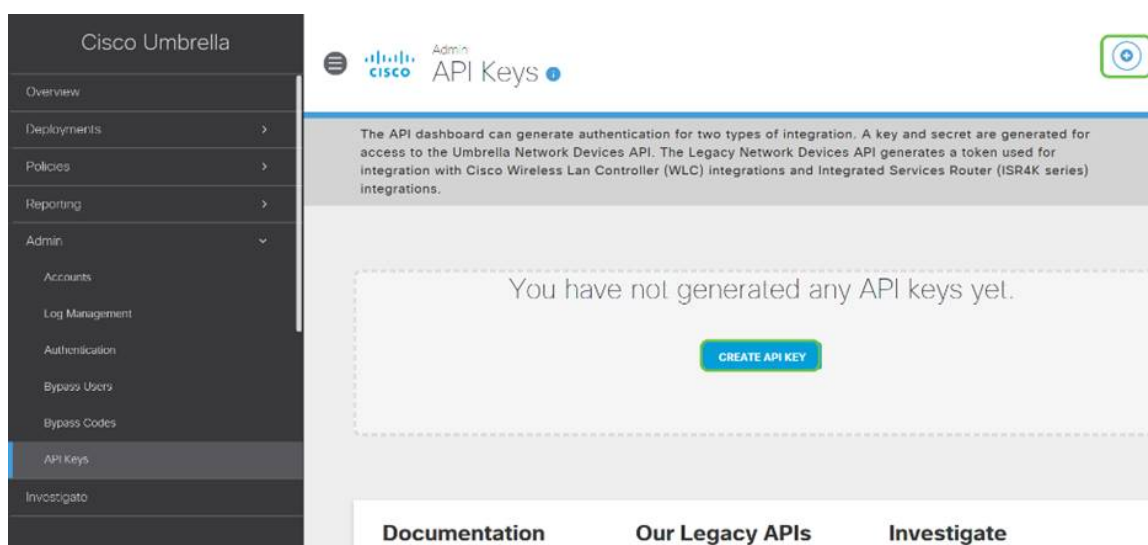 Cisco Umbrella
Overview
Deployments
Policies
Reporting
Admin
Accounts
Log Management
Authentication
Bypass Users
Bypass Codes
API Keys
Investigate
CISCO
Admin
API Keys
The API dashboard can generate authentication for two types of integration. A key and secret are generated for
access to the Umbrella Network Devices API. The Legacy Network Devices API generates a token used for
integration with Cisco Wireless Lan Controller (WLC) integrations and Integrated Services Router (ISR4K series)
integrations.
You have not generated any API keys yet.
CREATE API KEY
Documentation
Our Legacy APIs
Investigate